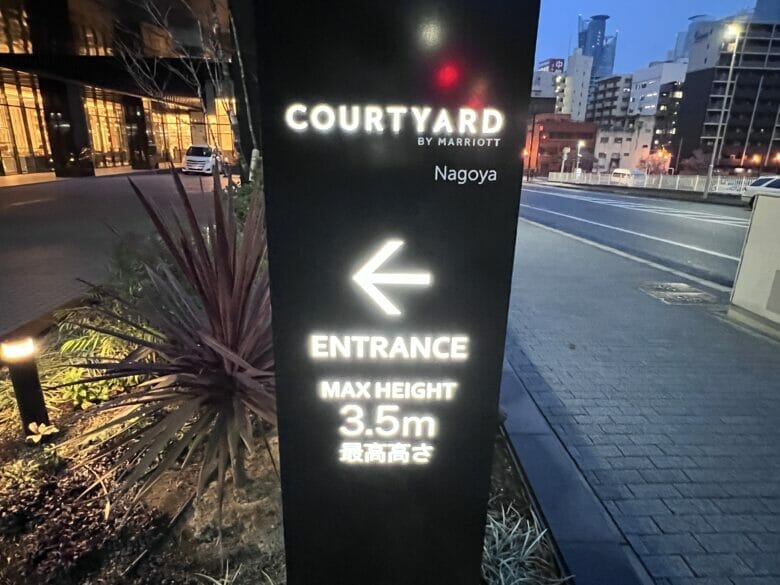 COURTYARD
BY MARRIOTT
Nagoya
←
ENTRANCE
MAX HEIGHT
3.5m
最高高さ